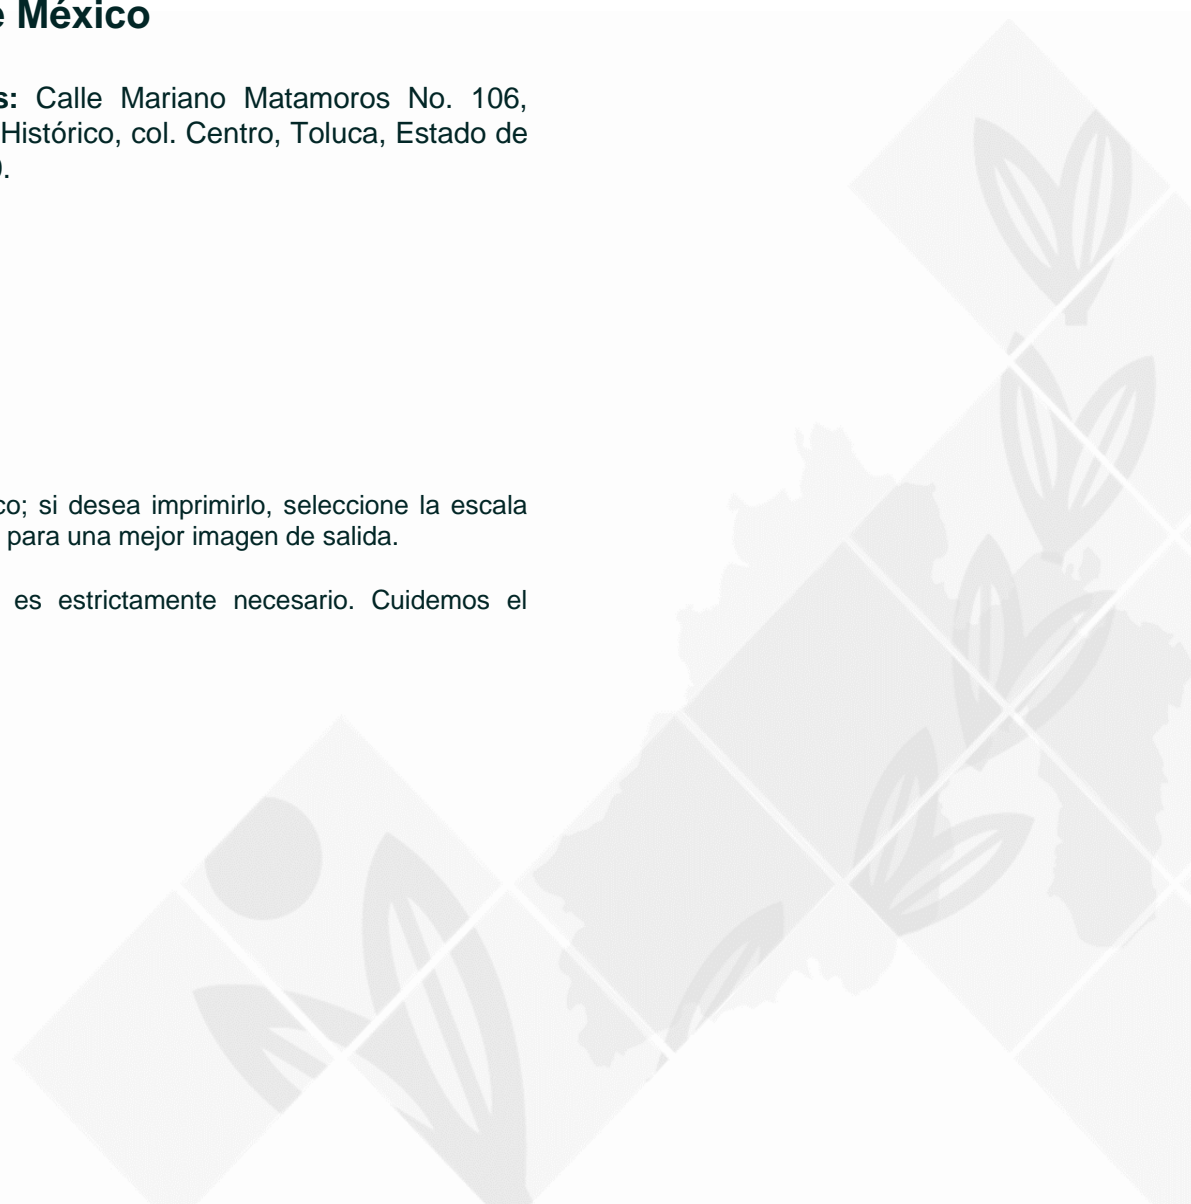 e México
s: Calle Mariano Matamoros No. 106,
Histórico, col. Centro, Toluca, Estado de
.
co; si desea imprimirlo, seleccione la escala
para una mejor imagen de salida.
es estrictamente necesario. Cuidemos el